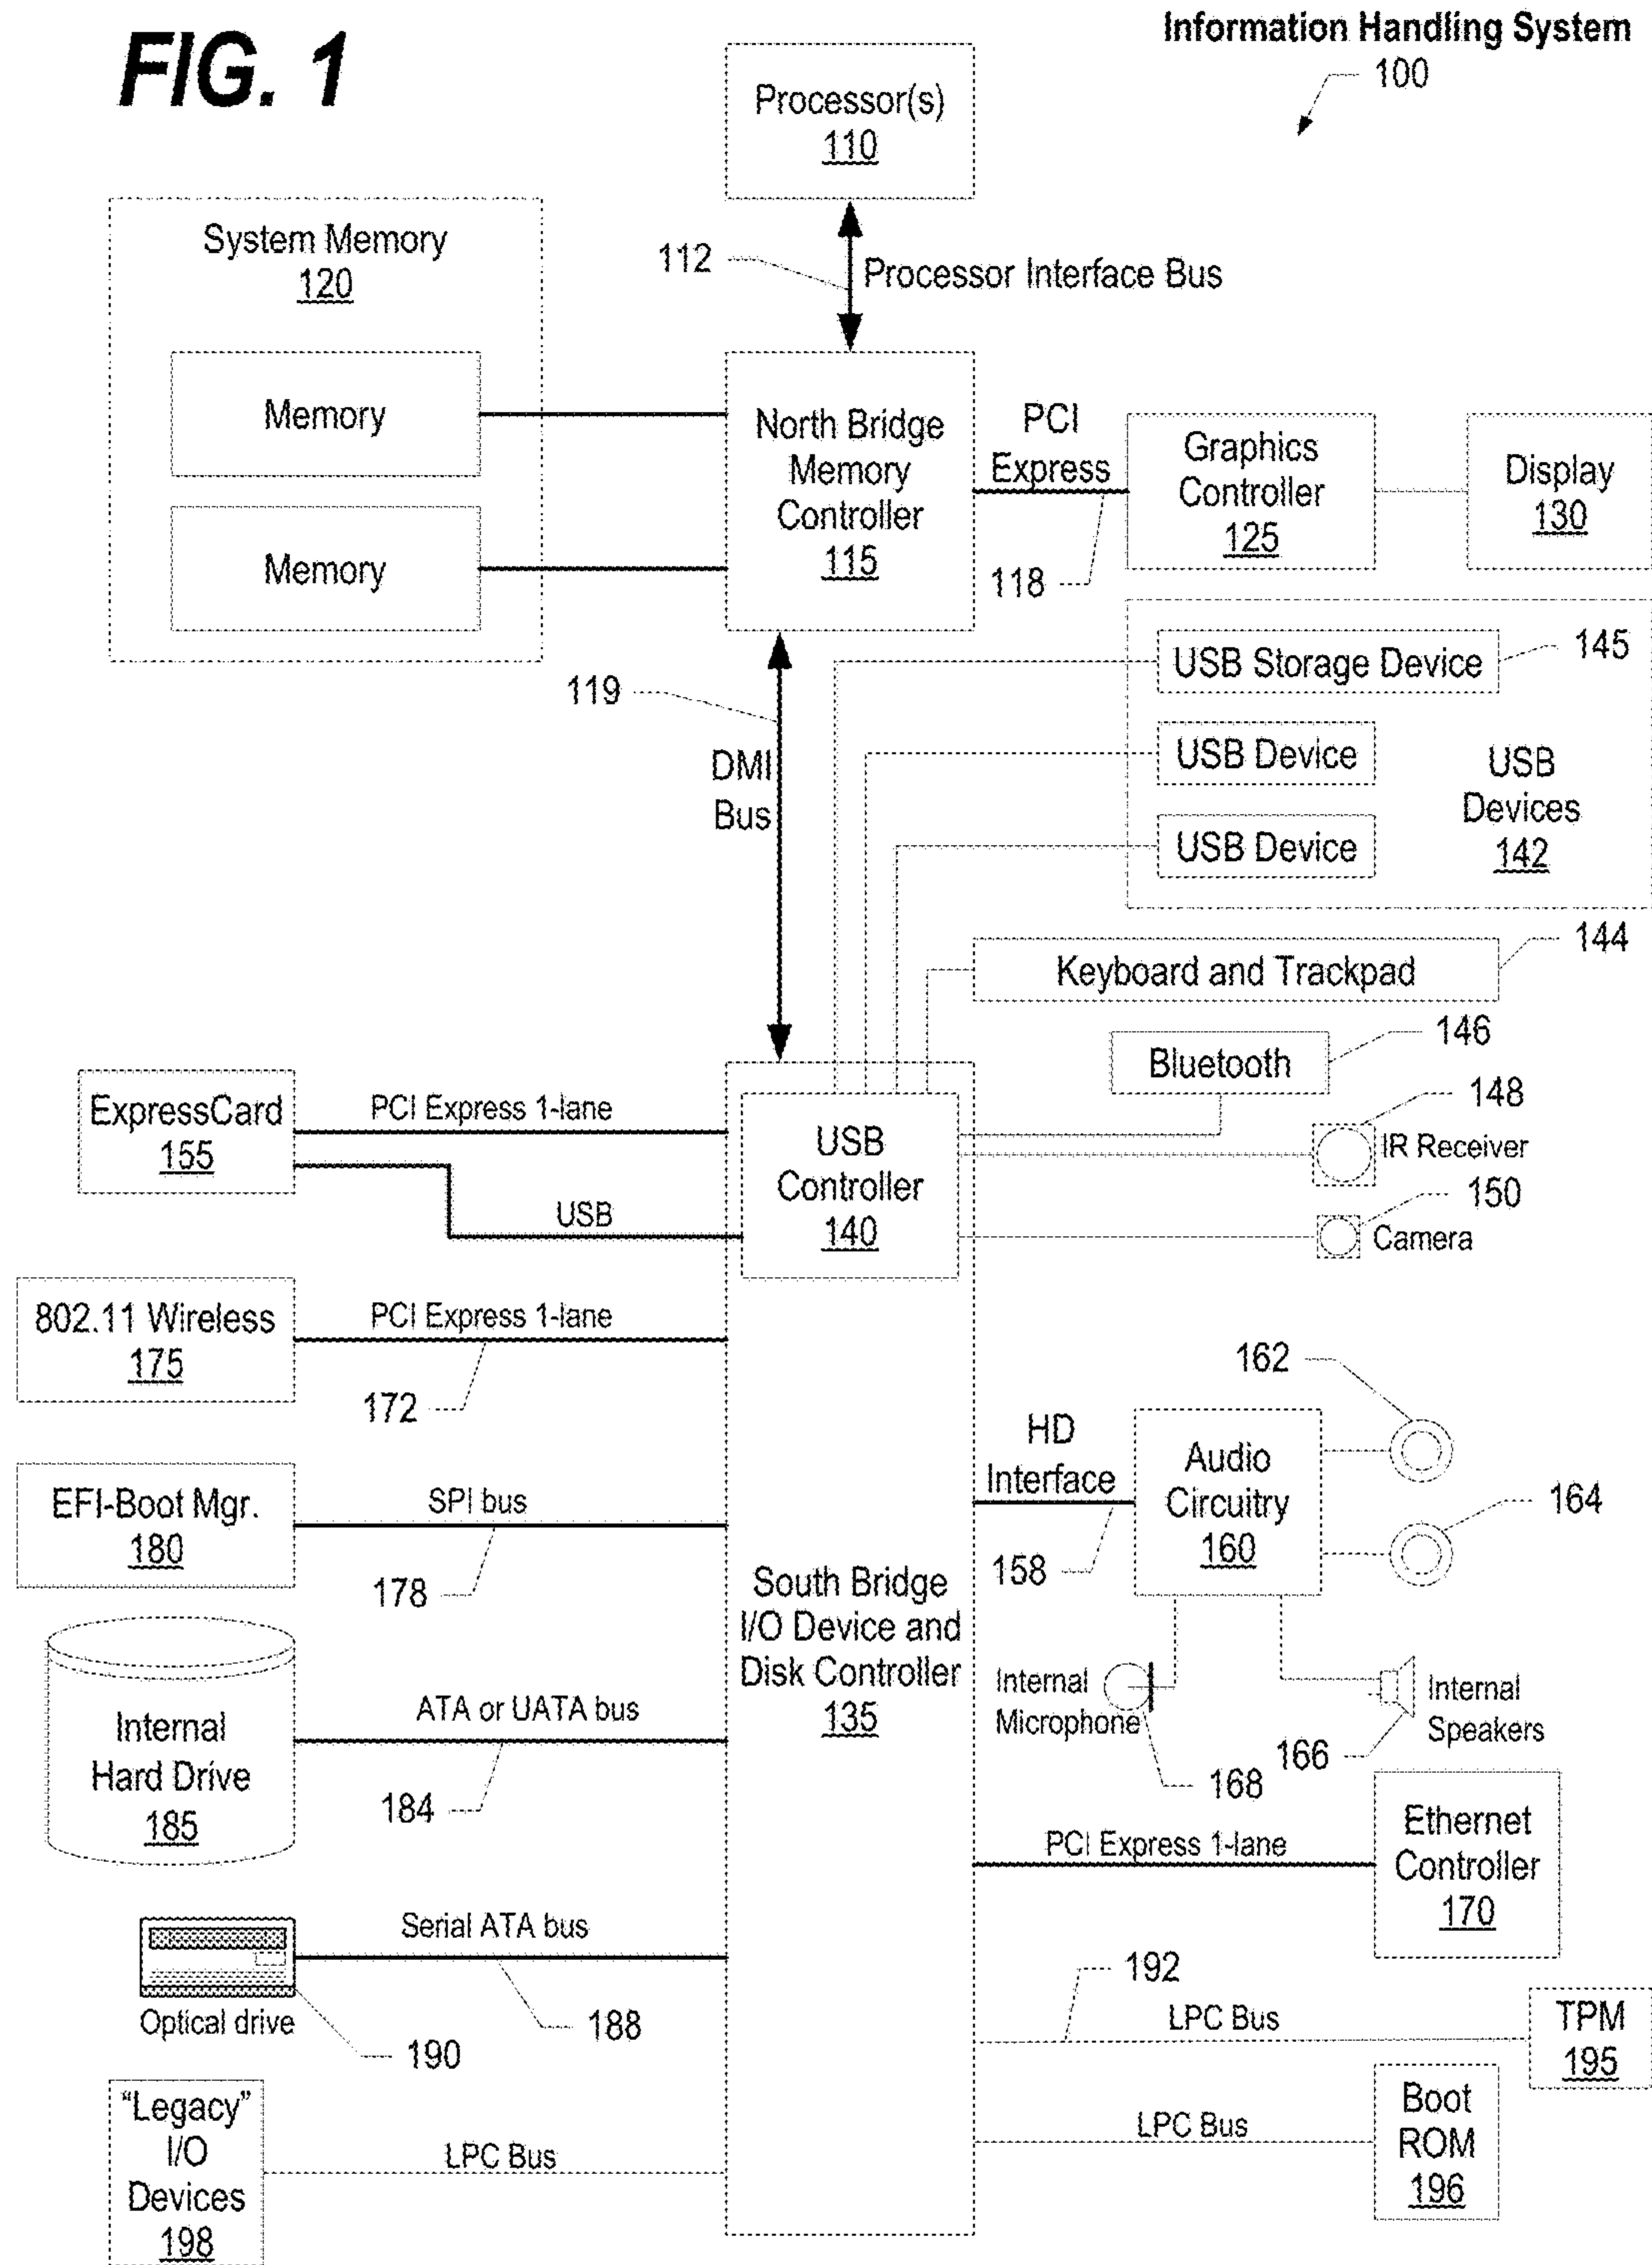 FIG. 1
Information Handling System
100
Processor(s)
110
System Memory
120
112
Processor Interface Bus
Memory
Memory
North Bridge
Memory
Controller
115
PCI
Express
118
Graphics
Controller
125
Display
130
119
DMI
Bus
USB Storage Device
145
USB Device
USB Device
USB
Devices
142
144
Keyboard and Trackpad
146
Bluetooth
148
IR Receiver
150
Camera
ExpressCard
155
PCI Express 1-lane
USB
USB
Controller
140
802.11 Wireless
175
PCI Express 1-lane
172
162
HD
Interface
158
Audio
Circuitry
160
164
EFI-Boot Mgr.
180
SPI bus
178
South Bridge
I/O Device and
Disk Controller
135
Internal
Microphone
168
166
Internal
Speakers
Internal
Hard Drive
185
ATA or UATA bus
184
PCI Express 1-lane
Ethernet
Controller
170
Serial ATA bus
188
Optical drive
190
192
LPC Bus
TPM
195
"Legacy"
I/O
Devices
198
LPC Bus
LPC Bus
Boot
ROM
196